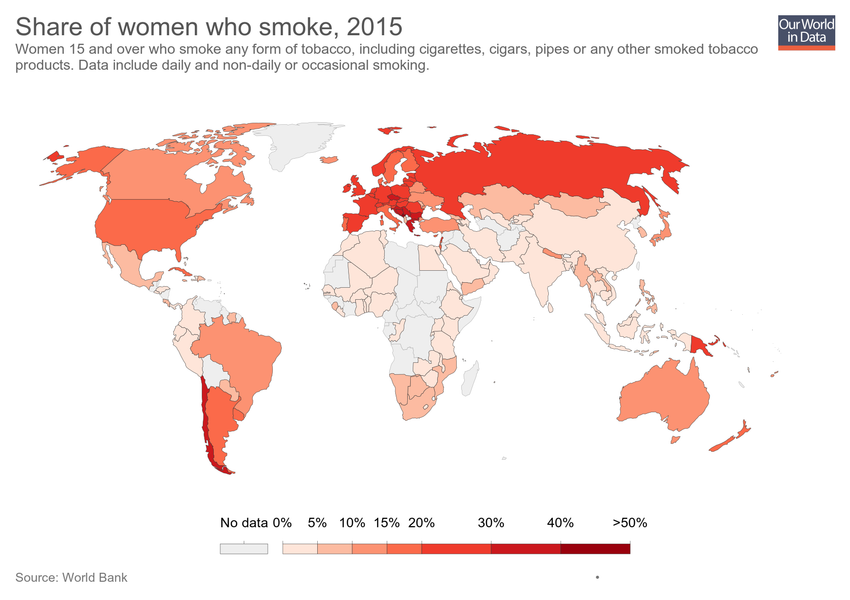 Share of women who smoke, 2015
Our World
in Data
Women 15 and over who smoke any form of tobacco, including cigarettes, cigars, pipes or any other smoked tobacco
products. Data include daily and non-daily or occasional smoking.
No data 0% 5% 10% 15% 20% 30% 40% >50%
Source: World Bank